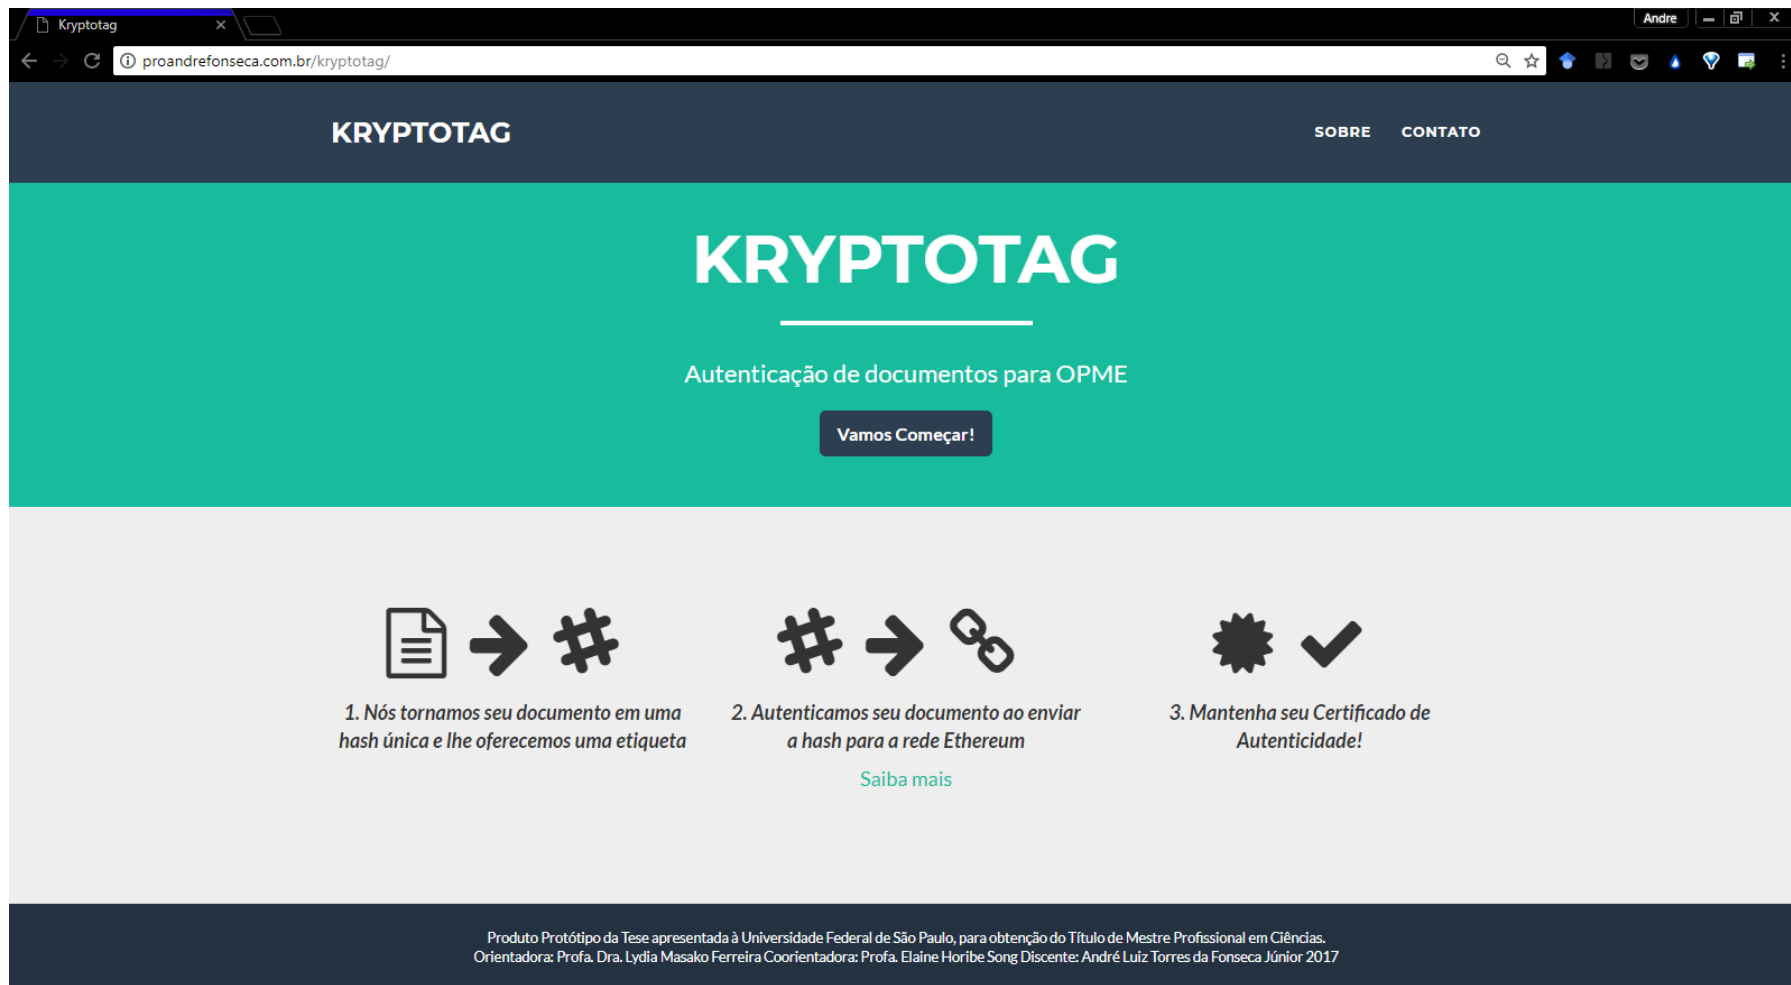 Kryptotag
Andre
proandrefonseca.com.br/kryptotag/
KRYPTOTAG
SOBRE CONTATO
KRYPTOTAG
Autenticação de documentos para OPME
Vamos Começar!
1. Nós tornamos seu documento em uma
hash única e lhe oferecemos uma etiqueta
2. Autenticamos seu documento ao enviar
a hash para a rede Ethereum
Saiba mais
3. Mantenha seu Certificado de
Autenticidade!
Produto Protótipo da Tese apresentada à Universidade Federal de São Paulo, para obtenção do Título de Mestre Profissional em Ciências.
Orientadora: Profa. Dra. Lydia Masako Ferreira Coorientadora: Profa. Elaine Horibe Song Discente: André Luiz Torres da Fonseca Júnior 2017